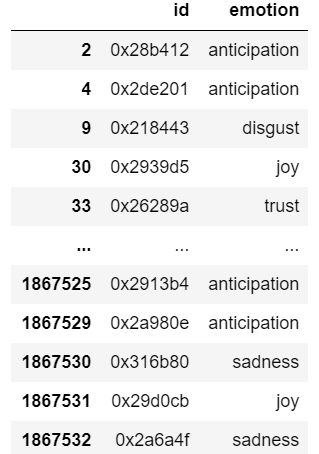 id emotion
2 0x28b412 anticipation
4 0x2de201 anticipation
9 0x218443 disgust
30 0x2939d5 joy
33 0x26289a trust
... ... ...
1867525 0x2913b4 anticipation
1867529 0x2a980e anticipation
1867530 0x316b80 sadness
1867531 0x29d0cb joy
1867532 0x2a6a4f sadness